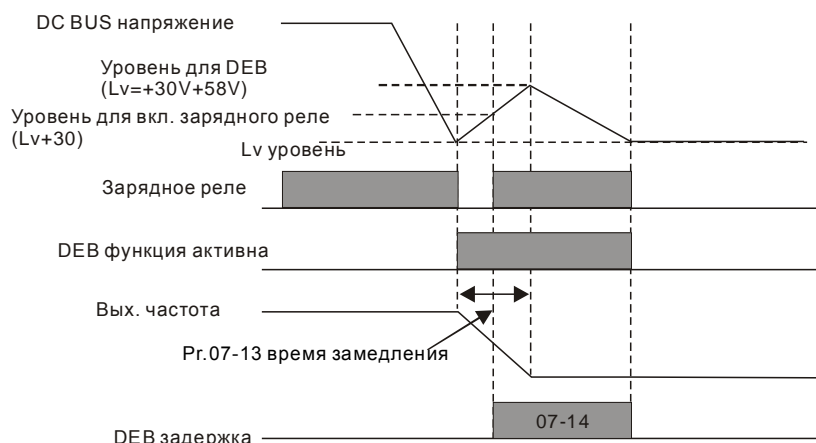 DC BUS напряжение
Уровень для DEB
(Lv=+30V+58V)
Уровень для вкл. зарядного реле
(Lv+30)
Lv уровень
Зарядное реле
DEB функция активна
Вых. частота
Pr.07-13 время замедления
07-14
DEB задержка